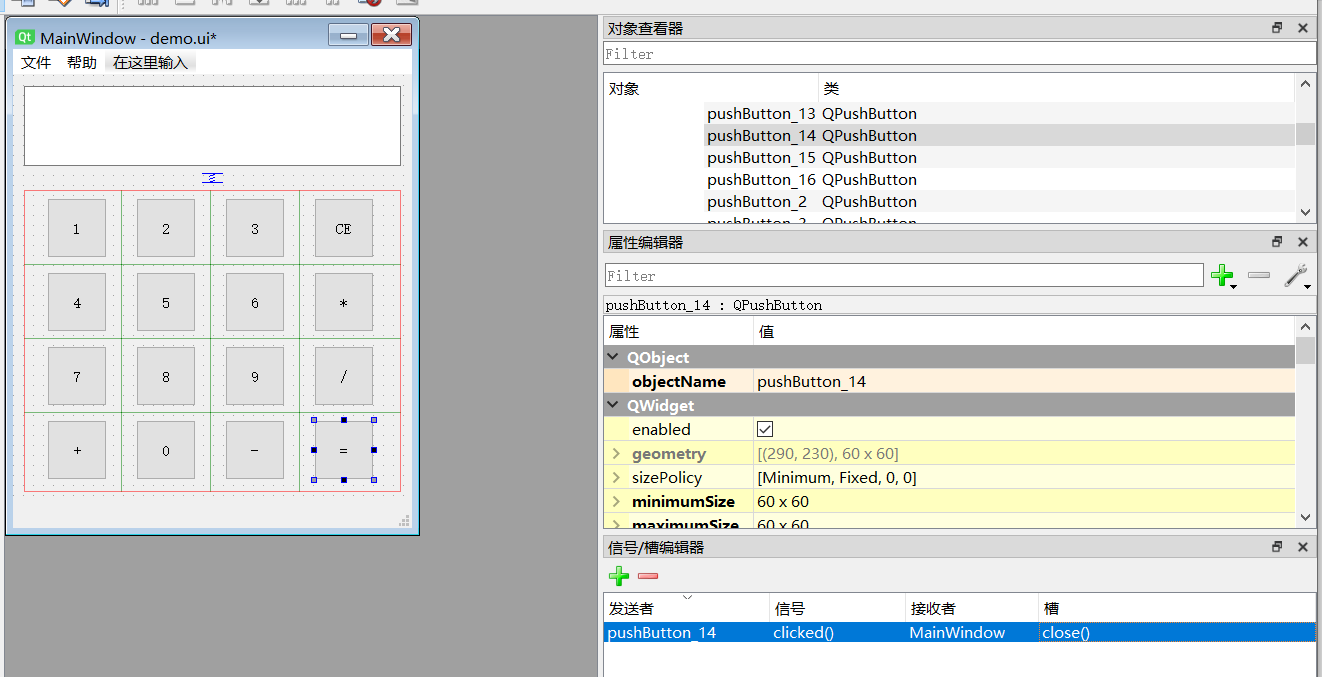 MainWindow - demo.ui*
文件 帮助 在这里输入
1 2 3 CE
4 5 6 *
7 8 9 /
+ 0 - =
对象查看器
Filter
对象 类
pushButton_13 QPushButton
pushButton_14 QPushButton
pushButton_15 QPushButton
pushButton_16 QPushButton
pushButton_2 QPushButton
属性编辑器
Filter
pushButton_14 : QPushButton
属性 值
QObject
objectName pushButton_14
QWidget
enabled
geometry [(290, 230), 60 x 60]
sizePolicy [Minimum, Fixed, 0, 0]
minimumSize 60 x 60
maximumSize 60 x 60
信号/槽编辑器
发送者 信号 接收者 槽
pushButton_14 clicked() MainWindow close()